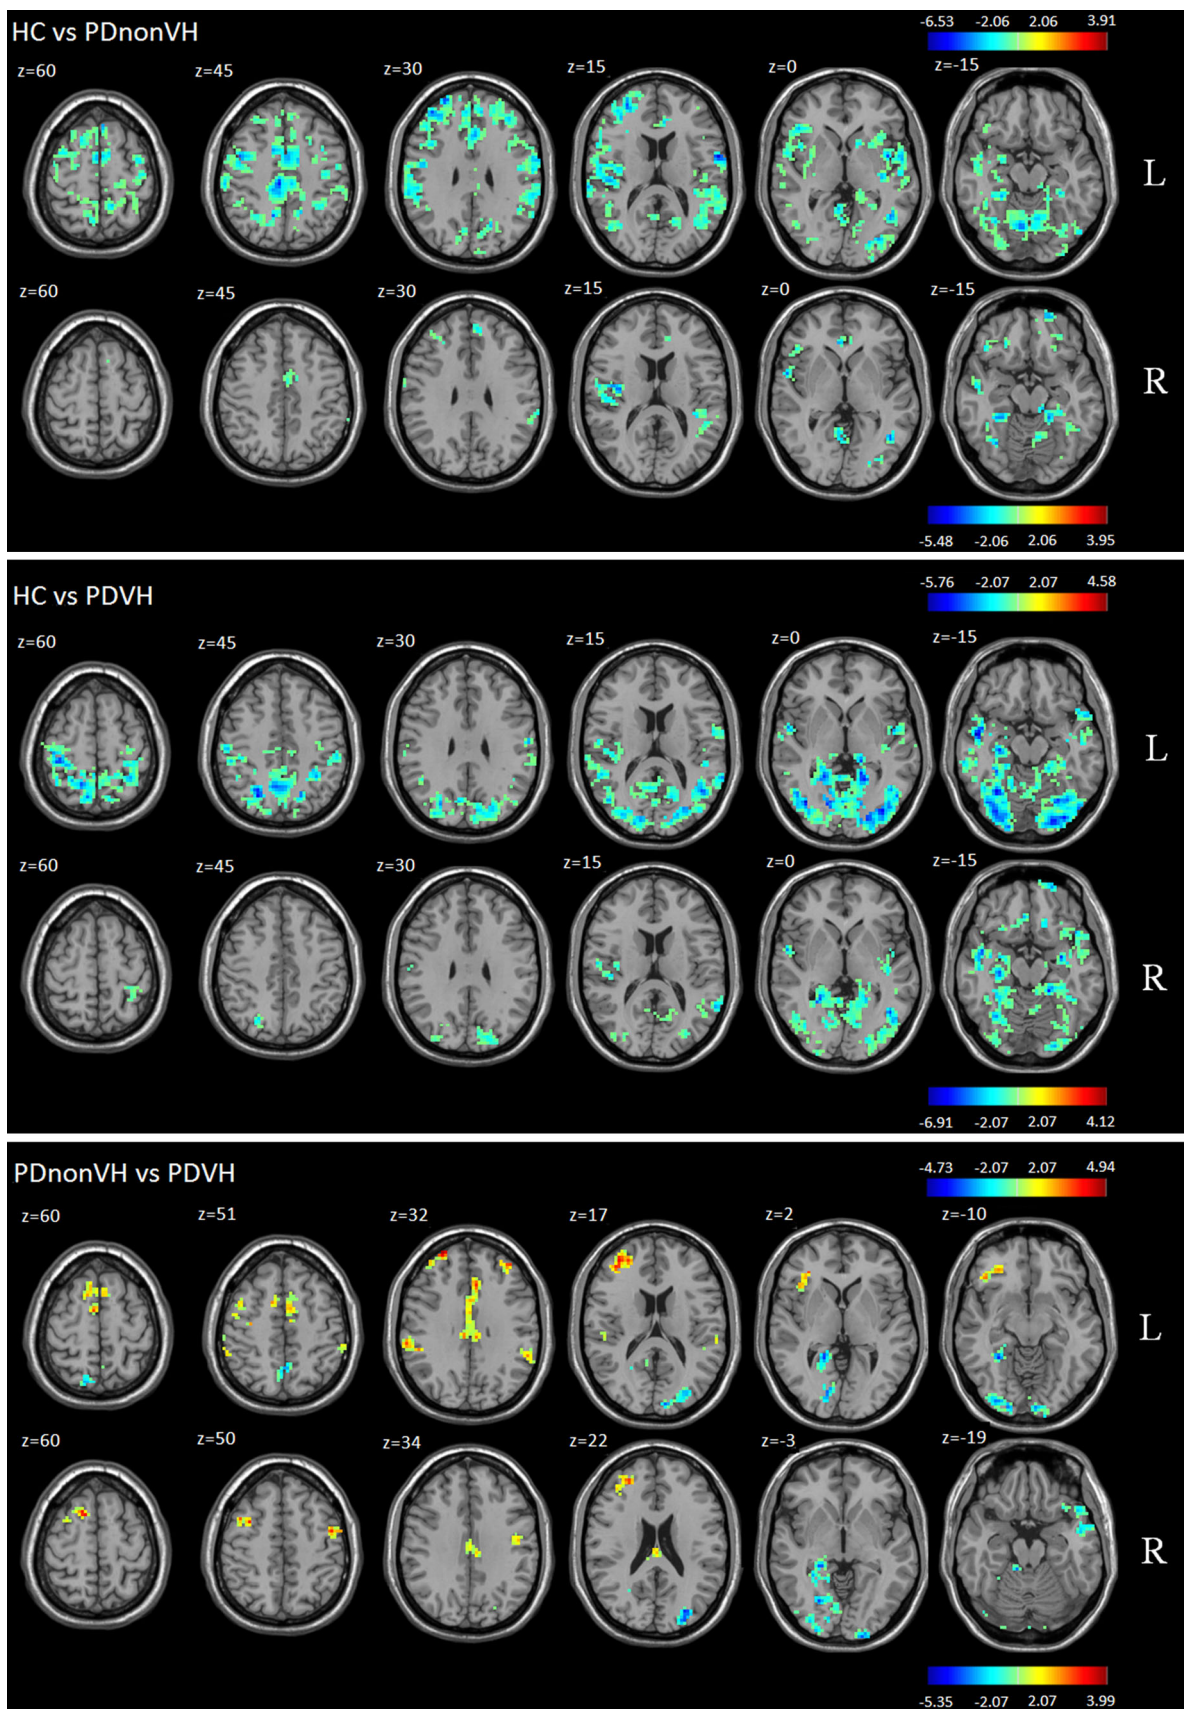 HC vs PDnonVH
-6.53 -2.06 2.06 3.91
z=60 z=45 z=30 z=15 z=0 z=-15
L
z=60 z=45 z=30 z=15 z=0 z=-15
R
-5.48 -2.06 2.06 3.95
HC vs PDVH
-5.76 -2.07 2.07 4.58
z=60 z=45 z=30 z=15 z=0 z=-15
L
z=60 z=45 z=30 z=15 z=0 z=-15
R
-6.91 -2.07 2.07 4.12
PDnonVH vs PDVH
-4.73 -2.07 2.07 4.94
z=60 z=51 z=32 z=17 z=2 z=-10
L
z=60 z=50 z=34 z=22 z=-3 z=-19
R
-5.35 -2.07 2.07 3.99